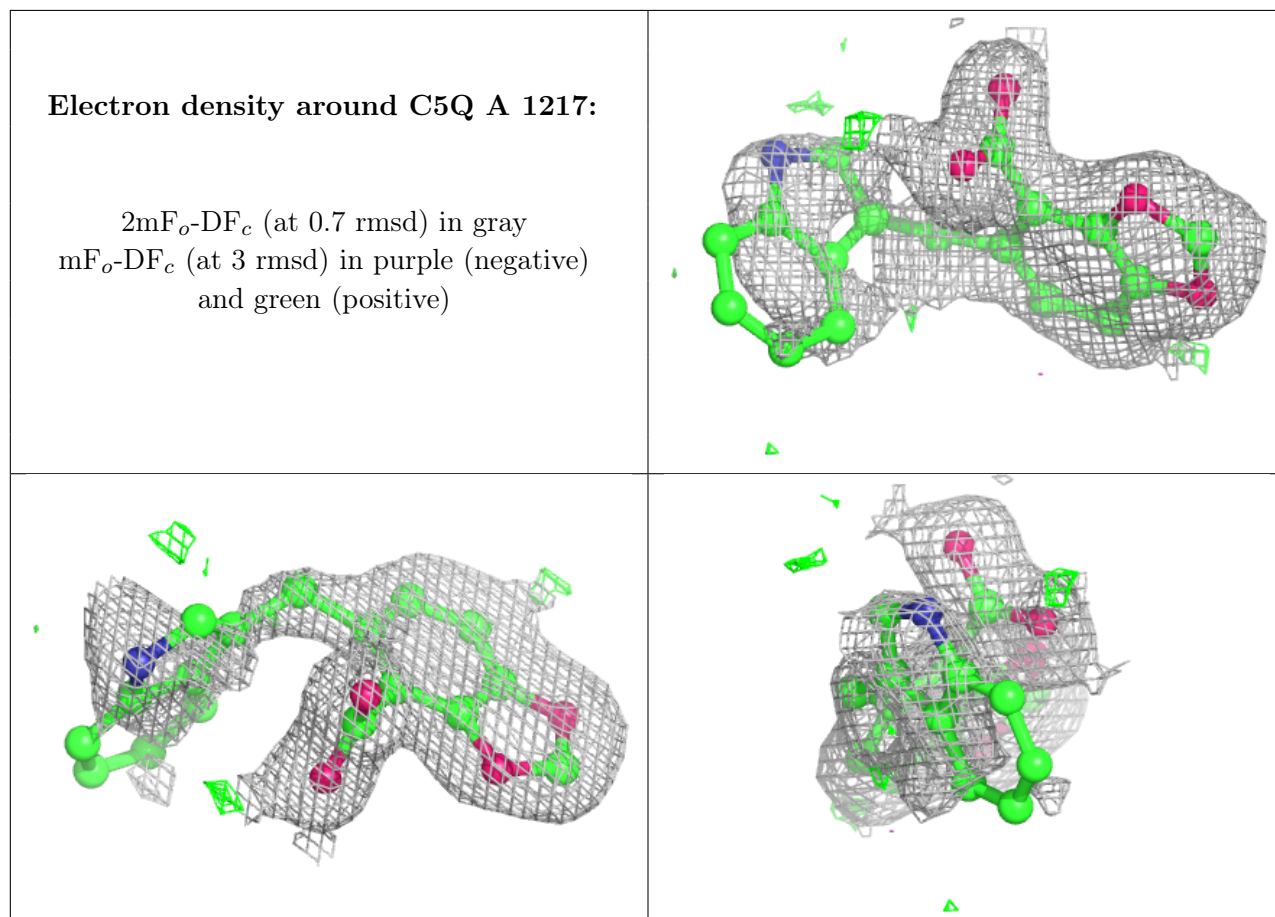 Electron density around C5Q A 1217:
2mFo-DFc (at 0.7 rmsd) in gray
mFo-DFc (at 3 rmsd) in purple (negative)
and green (positive)